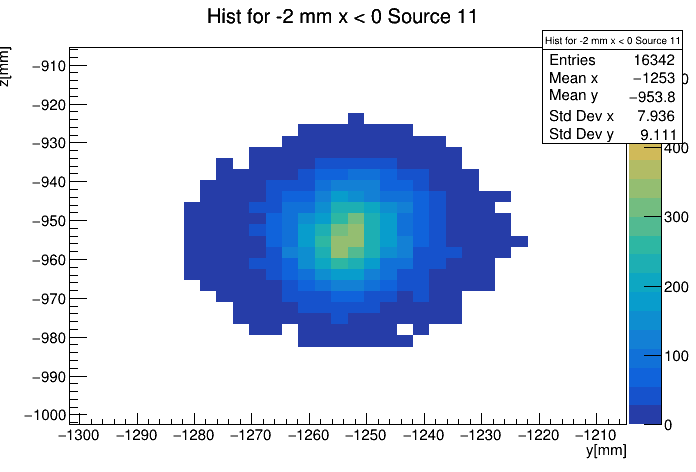 Hist for -2 mm x < 0 Source 11
z[mm]
Hist for -2 mm x < 0 Source 11
Entries 16342
Mean x −1253
Mean y −953.8
Std Dev x 7.936
Std Dev y 9.111
−910
−920
−930
−940
−950
−960
−970
−980
−990
−1000
0
400
300
200
100
0
−1300 −1290 −1280 −1270 −1260 −1250 −1240 −1230 −1220 −1210
y[mm]